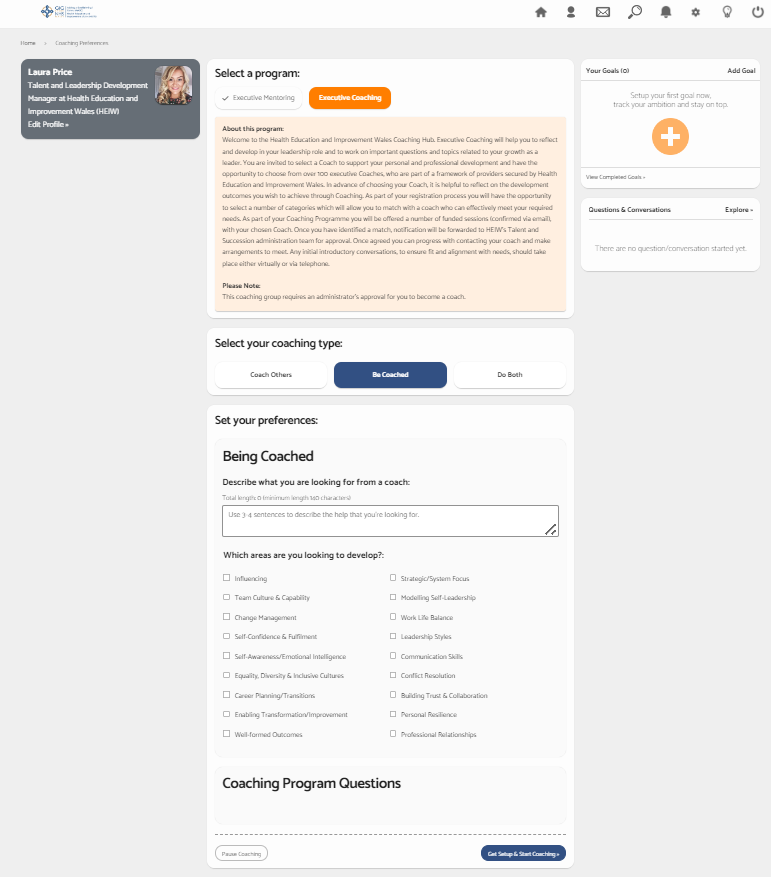 Home > Coaching Preferences
Laura Price
Talent and Leadership Development
Manager at Health Education and
Improvement Wales (HEIW)
Edit Profile »
Select a program:
Executive Mentoring
Executive Coaching
About this program:
Welcome to the Health Education and Improvement Wales Coaching Hub. Executive Coaching will help you to reflect
and develop in your leadership role and to work on important questions and topics related to your growth as a
leader. You are invited to select a Coach to support your personal and professional development and have the
opportunity to choose from over 100 executive Coaches, who are part of a framework of providers secured by Health
Education and Improvement Wales. In advance of choosing your Coach, it is helpful to reflect on the development
outcomes you wish to achieve through Coaching. As part of your registration process you will have the opportunity
to select a number of categories which will allow you to match with a coach who can effectively meet your required
needs. As part of your Coaching Programme you will be offered a number of funded sessions (confirmed via email),
with your chosen Coach. Once you have identified a match, notification will be forwarded to HEIW's Talent and
Succession administration team for approval. Once agreed you can progress with contacting your coach and make
arrangements to meet. Any initial introductory conversations, to ensure fit and alignment with needs, should take
place either virtually or via telephone.
Please Note:
This coaching group requires an administrator's approval for you to become a coach.
Select your coaching type:
Coach Others
Be Coached
Do Both
Set your preferences:
Being Coached
Describe what you are looking for from a coach:
Total length: 0 (minimum length 140 characters)
Use 3-4 sentences to describe the help that you're looking for.
Which areas are you looking to develop?:
Influencing
Strategic/System Focus
Team Culture & Capability
Modelling Self-Leadership
Change Management
Work Life Balance
Self-Confidence & Fulfilment
Leadership Styles
Self-Awareness/Emotional Intelligence
Communication Skills
Equality, Diversity & Inclusive Cultures
Conflict Resolution
Career Planning/Transitions
Building Trust & Collaboration
Enabling Transformation/Improvement
Personal Resilience
Well-formed Outcomes
Professional Relationships
Coaching Program Questions
Pause Coaching
Get Setup & Start Coaching »
Your Goals (0)
Add Goal
Setup your first goal now,
track your ambition and stay on top.
View Completed Goals »
Questions & Conversations
Explore »
There are no question/conversation started yet.